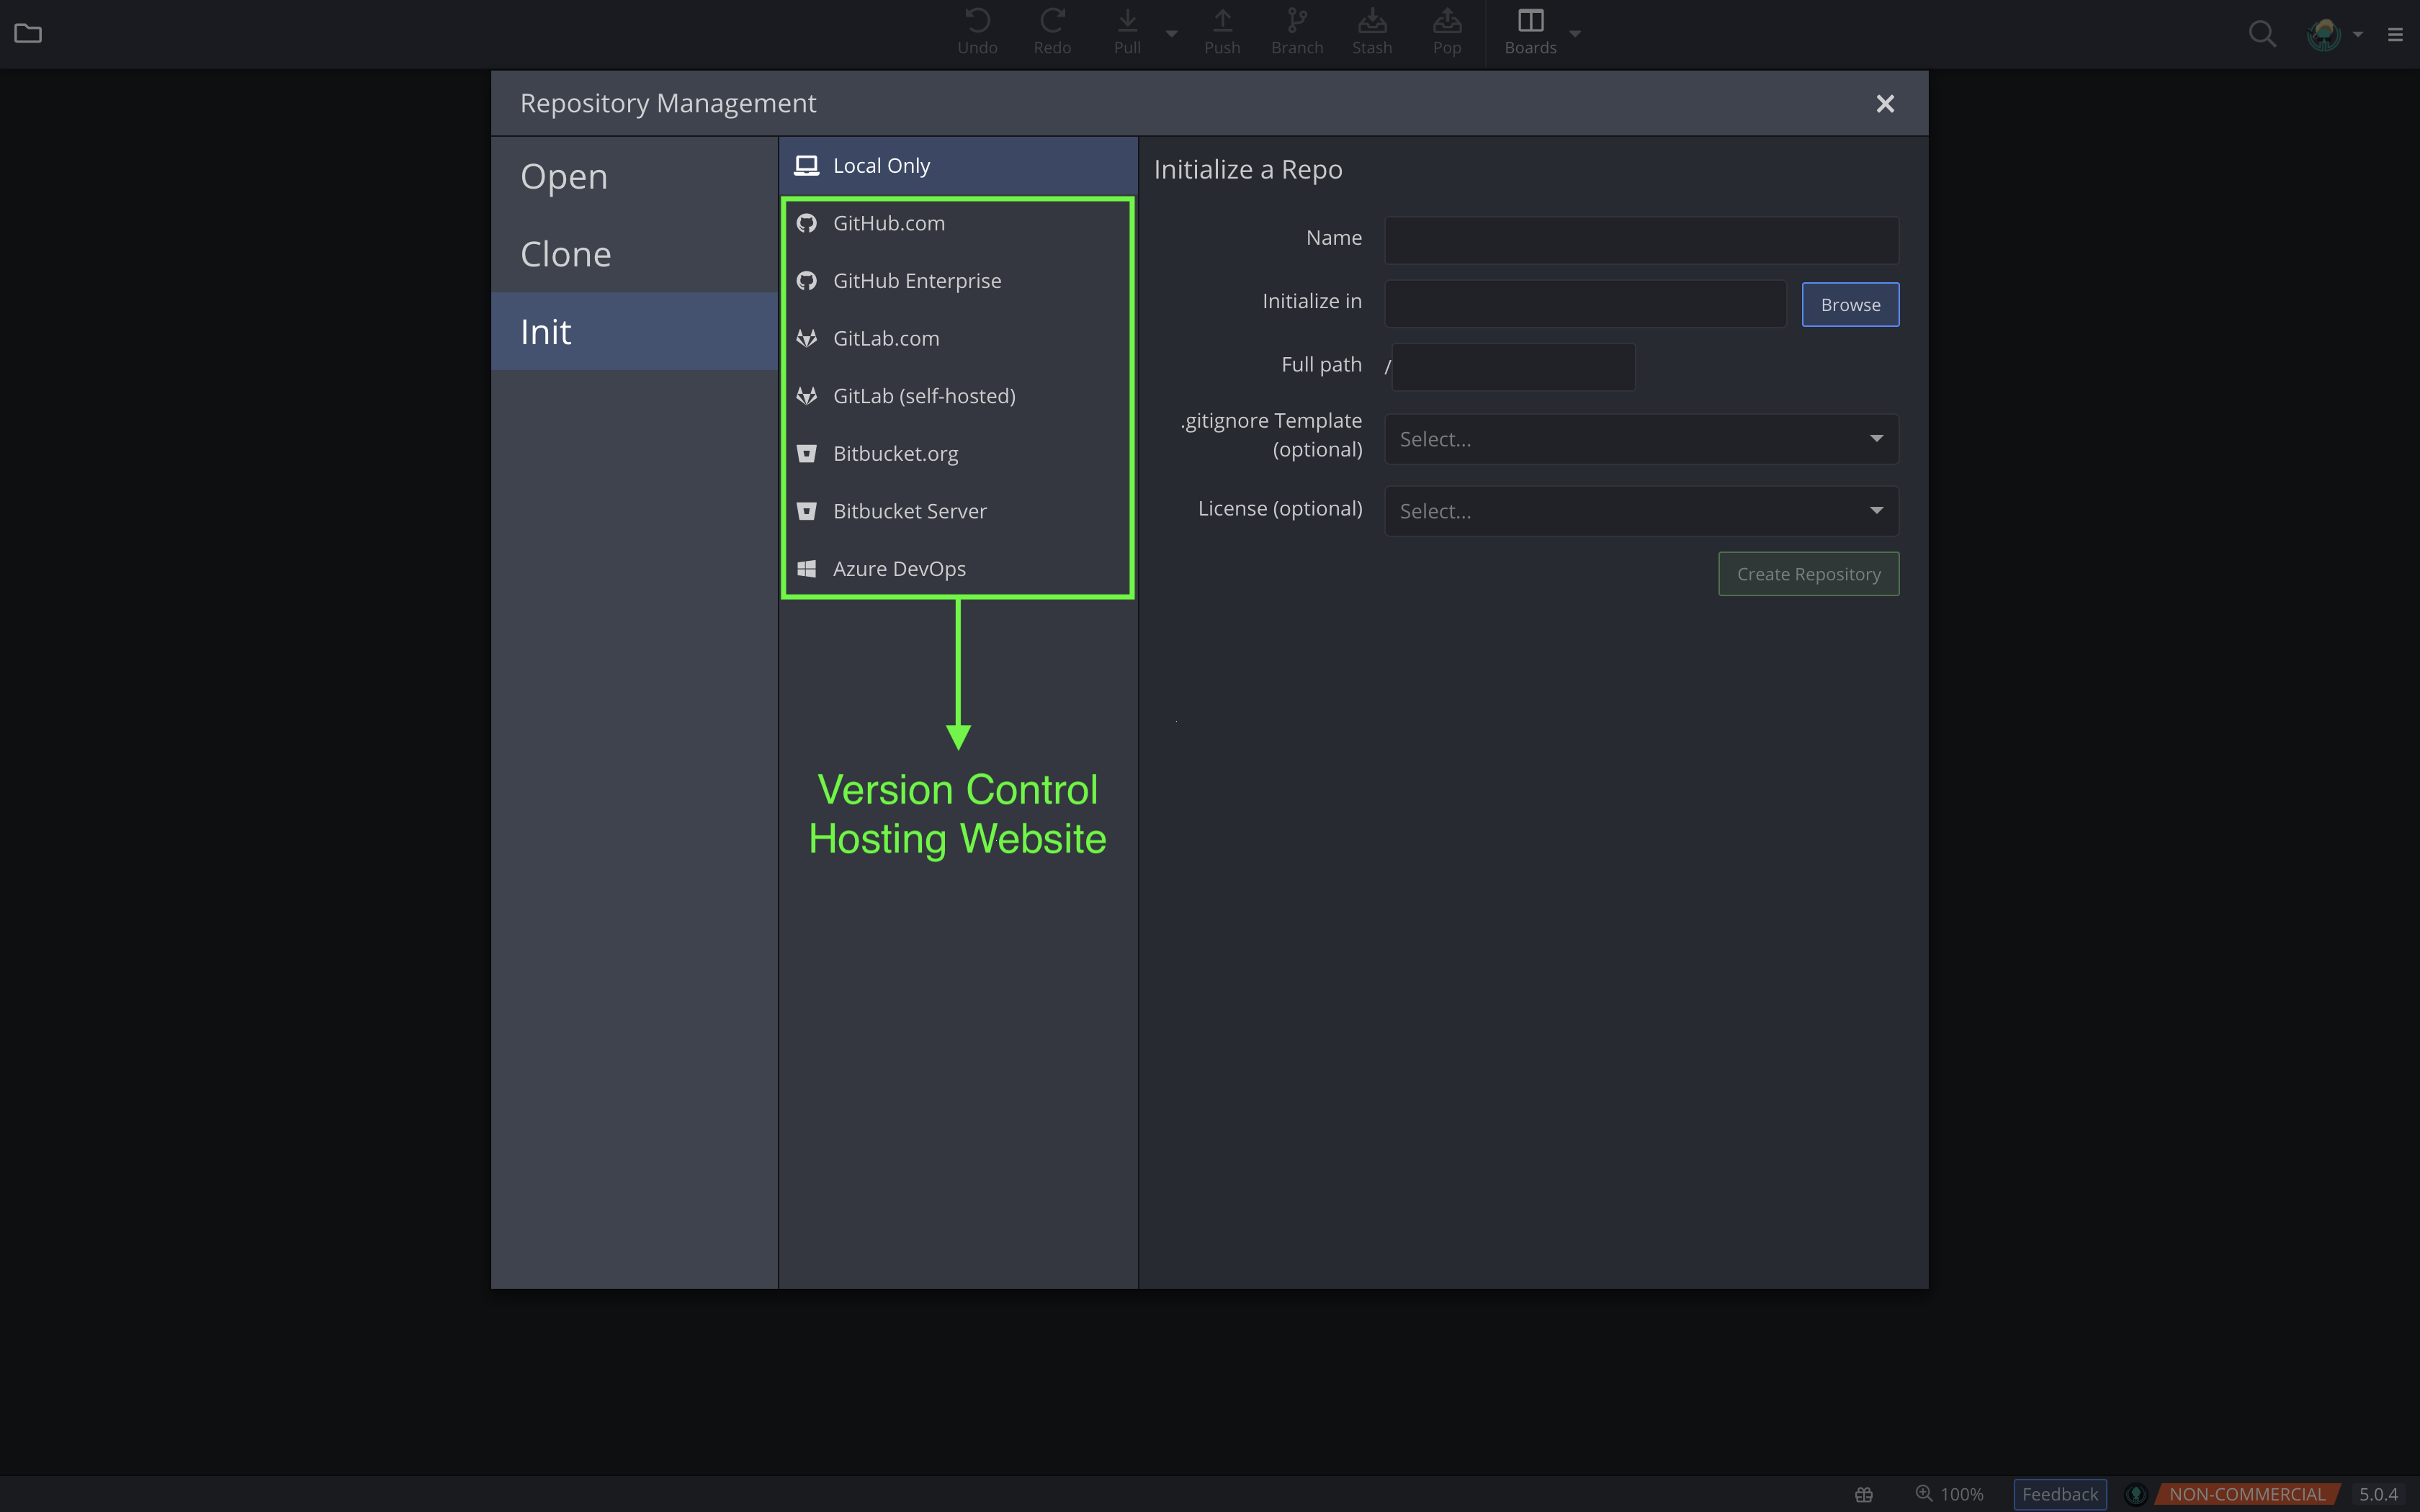 Undo Redo Pull Push Branch Stash Pop Boards
Repository Management
Open
Clone
Init
Local Only
GitHub.com
GitHub Enterprise
GitLab.com
GitLab (self-hosted)
Bitbucket.org
Bitbucket Server
Azure DevOps
Version Control
Hosting Website
Initialize a Repo
Name
Initialize in
Browse
Full path /
.gitignore Template
(optional)
Select...
License (optional)
Select...
Create Repository
100% Feedback NON-COMMERCIAL 5.0.4